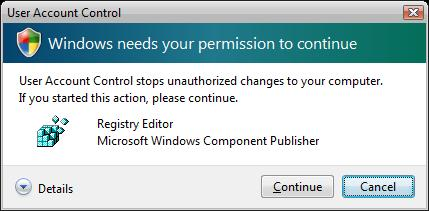 User Account Control
Windows needs your permission to continue
User Account Control stops unauthorized changes to your computer.
If you started this action, please continue.
Registry Editor
Microsoft Windows Component Publisher
Details
Continue
Cancel